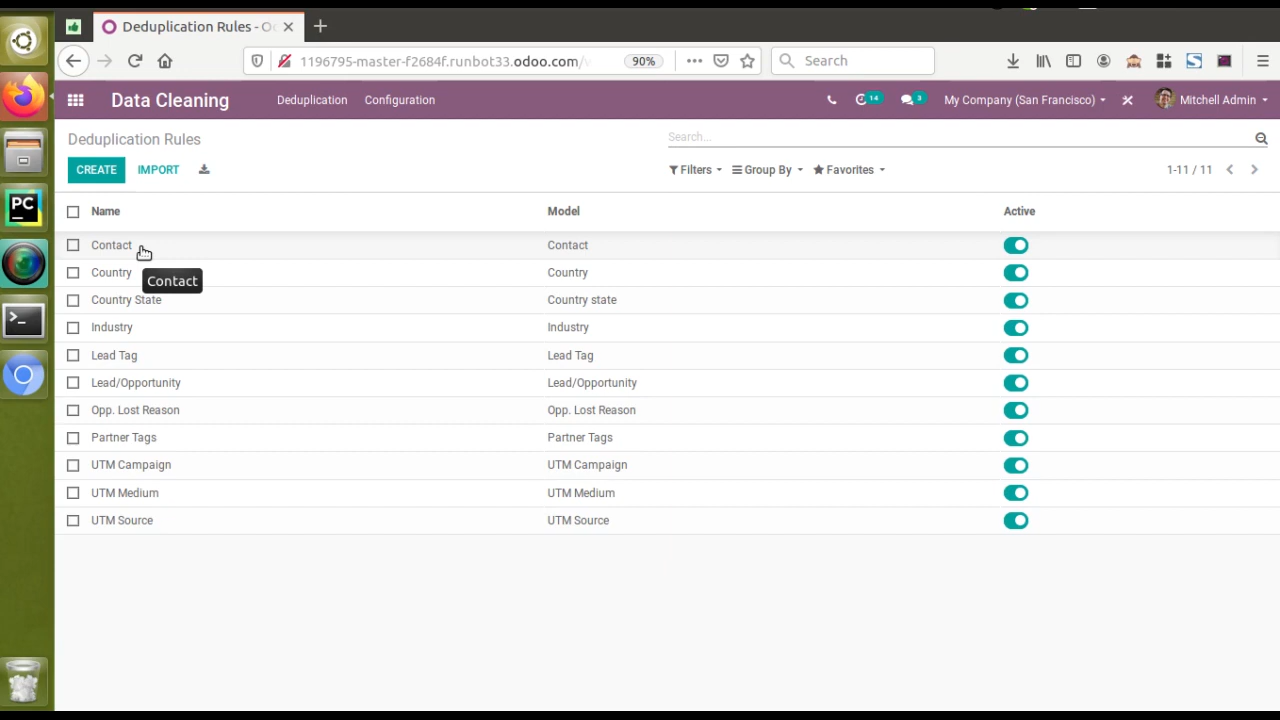 Deduplication Rules - Oc
1196795-master-f2684f.runbot33.odoo.com/
90%
Search
Data Cleaning
Deduplication
Configuration
14
3
My Company (San Francisco)
Mitchell Admin
Deduplication Rules
Search...
CREATE
IMPORT
Filters
Group By
Favorites
1-11 / 11
Name Model Active
Contact Contact
Contact
Country Country
Country State Country state
Industry Industry
Lead Tag Lead Tag
Lead/Opportunity Lead/Opportunity
Opp. Lost Reason Opp. Lost Reason
Partner Tags Partner Tags
UTM Campaign UTM Campaign
UTM Medium UTM Medium
UTM Source UTM Source
PC